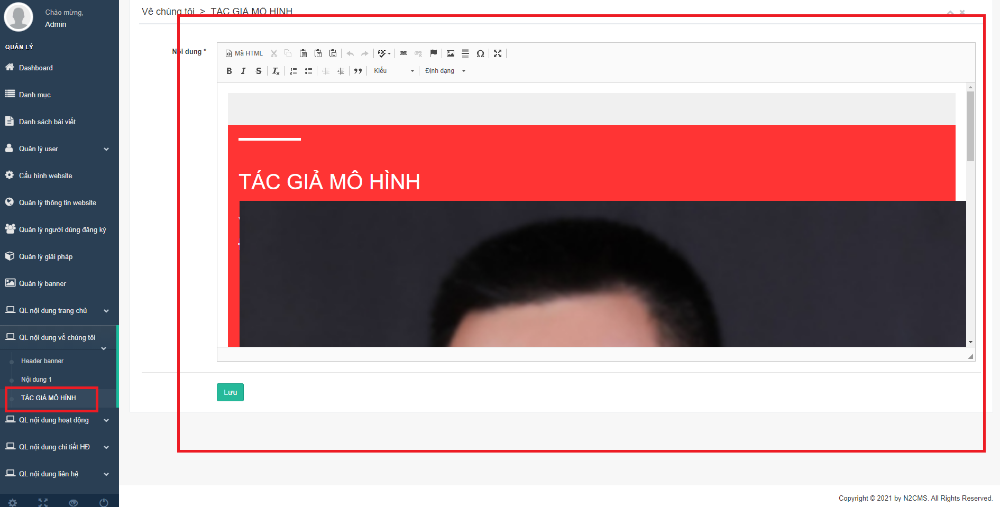 Chào mừng,
Admin
QUẢN LÝ
Dashboard
Danh mục
Danh sách bài viết
Quản lý user
Cấu hình website
Quản lý thông tin website
Quản lý người dùng đăng ký
Quản lý giải pháp
Quản lý banner
QL nội dung trang chủ
QL nội dung về chúng tôi
Header banner
Nội dung 1
TÁC GIẢ MÔ HÌNH
QL nội dung hoạt động
QL nội dung chi tiết HĐ
QL nội dung liên hệ
Về chúng tôi > TÁC GIẢ MÔ HÌNH
Nội dung *
Mã HTML
Kiểu
Định dạng
TÁC GIẢ MÔ HÌNH
Lưu
Copyright © 2021 by N2CMS. All Rights Reserved.